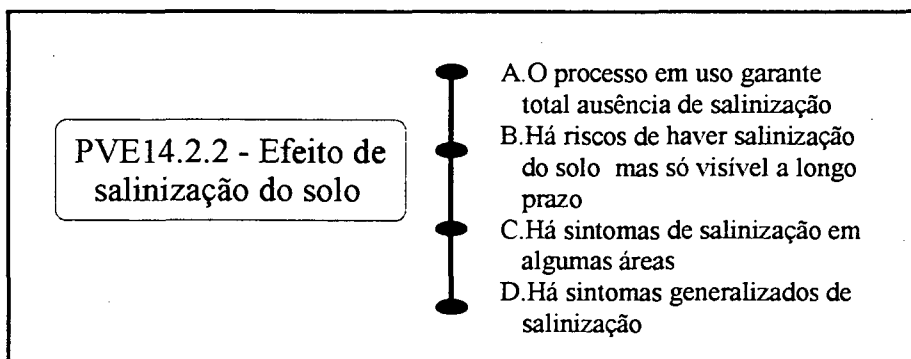 PVE14.2.2 - Efeito de
salinização do solo
A.O processo em uso garante
total ausência de salinização
B.Há riscos de haver salinização
do solo mas só visível a longo
prazo
C.Há sintomas de salinização em
algumas áreas
D.Há sintomas generalizados de
salinização